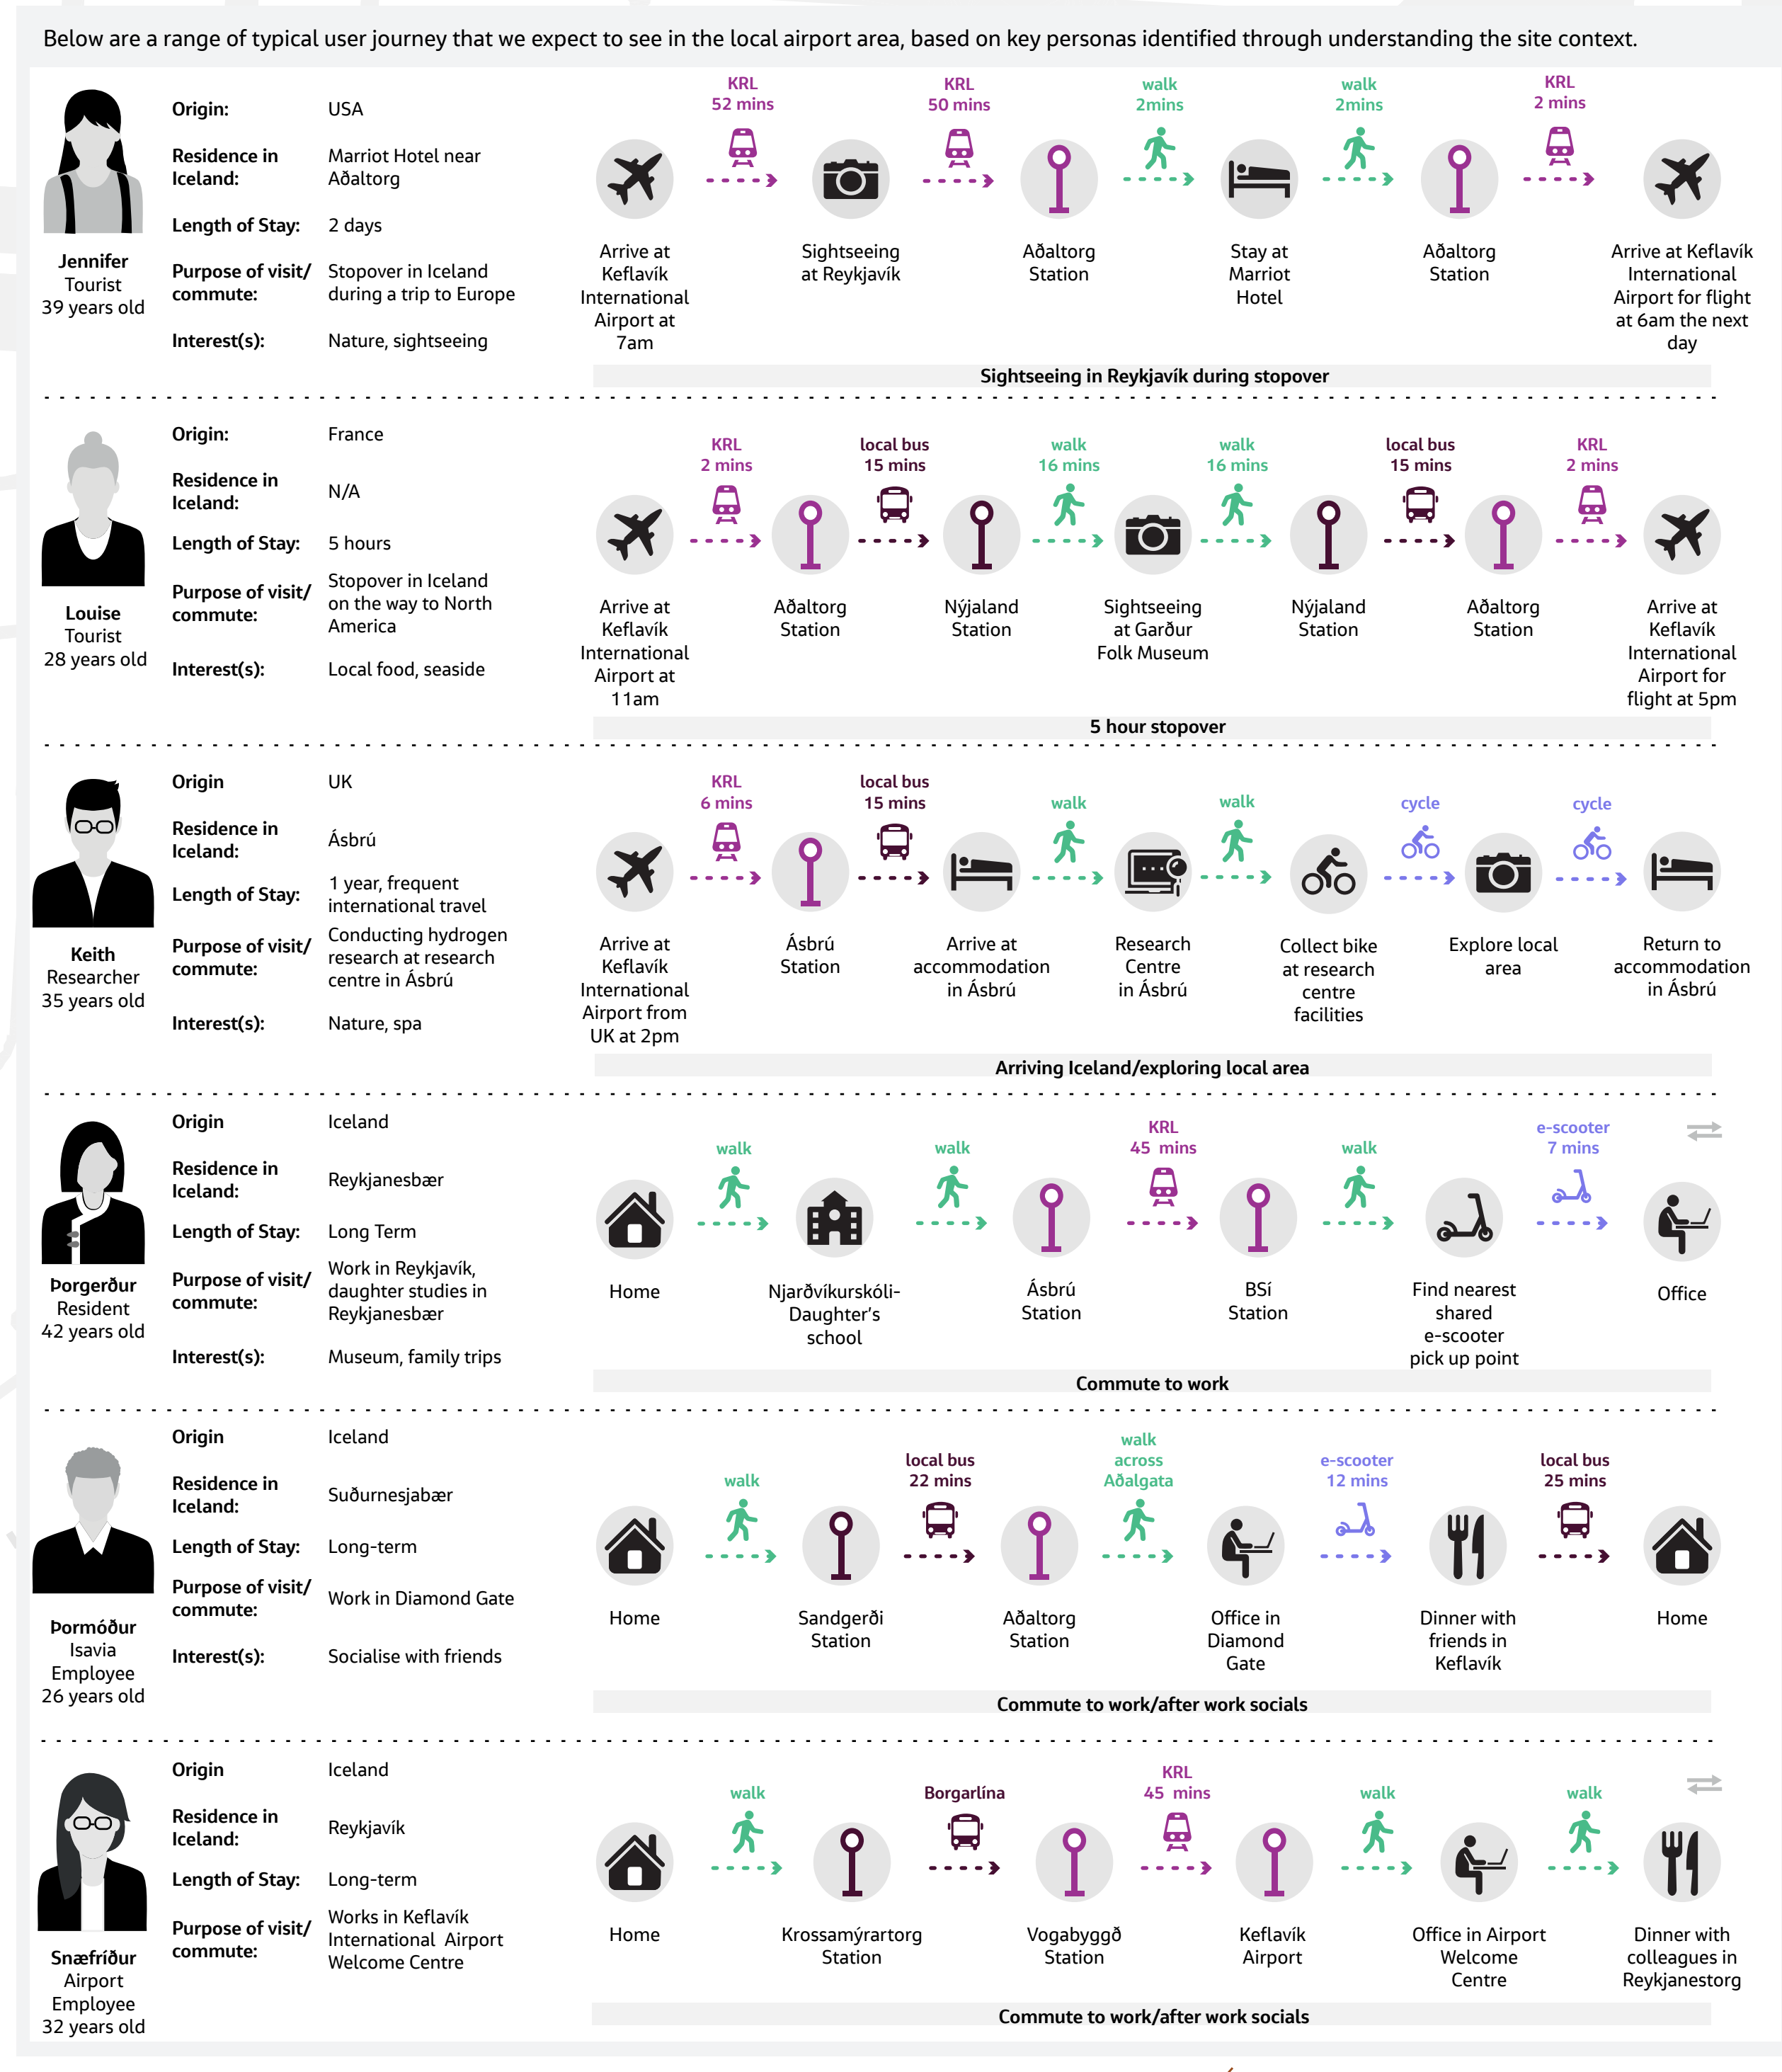 Below are a range of typical user journey that we expect to see in the local airport area, based on key personas identified through understanding the site context.
Jennifer
Tourist
39 years old
Origin: USA
Residence in
Iceland:
Marriot Hotel near
Aðaltorg
Length of Stay: 2 days
Purpose of visit/
commute:
Stopover in Iceland
during a trip to Europe
Interest(s): Nature, sightseeing
KRL
52 mins
KRL
50 mins
walk
2mins
walk
2mins
KRL
2 mins
Arrive at
Keflavík
International
Airport at
7am
Sightseeing
at Reykjavík
Aðaltorg
Station
Stay at
Marriot
Hotel
Aðaltorg
Station
Arrive at Keflavík
International
Airport for flight
at 6am the next
day
Sightseeing in Reykjavík during stopover
Louise
Tourist
28 years old
Origin: France
Residence in
Iceland:
N/A
Length of Stay: 5 hours
Purpose of visit/
commute:
Stopover in Iceland
on the way to North
America
Interest(s): Local food, seaside
KRL
2 mins
local bus
15 mins
walk
16 mins
walk
16 mins
local bus
15 mins
KRL
2 mins
Arrive at
Keflavík
International
Airport at
11am
Aðaltorg
Station
Nýjaland
Station
Sightseeing
at Garður
Folk Museum
Nýjaland
Station
Aðaltorg
Station
Arrive at
Keflavík
International
Airport for
flight at 5pm
5 hour stopover
Keith
Researcher
35 years old
Origin UK
Residence in
Iceland:
Ásbrú
Length of Stay:
1 year, frequent
international travel
Purpose of visit/
commute:
Conducting hydrogen
research at research
centre in Ásbrú
Interest(s): Nature, spa
KRL
6 mins
local bus
15 mins
walk
walk
cycle
cycle
Arrive at
Keflavík
International
Airport from
UK at 2pm
Ásbrú
Station
Arrive at
accommodation
in Ásbrú
Research
Centre
in Ásbrú
Collect bike
at research
centre
facilities
Explore local
area
Return to
accommodation
in Ásbrú
Arriving Iceland/exploring local area
Þorgerður
Resident
42 years old
Origin Iceland
Residence in
Iceland:
Reykjanesbær
Length of Stay: Long Term
Purpose of visit/
commute:
Work in Reykjavík,
daughter studies in
Reykjanesbær
Interest(s): Museum, family trips
walk
walk
KRL
45 mins
walk
e-scooter
7 mins
Home
Njarðvíkurskóli-
Daughter's
school
Ásbrú
Station
BSí
Station
Find nearest
shared
e-scooter
pick up point
Office
Commute to work
Þormóður
Isavia
Employee
26 years old
Origin Iceland
Residence in
Iceland:
Suðurnesjabær
Length of Stay: Long-term
Purpose of visit/
commute:
Work in Diamond Gate
Interest(s): Socialise with friends
walk
local bus
22 mins
walk
across
Aðalgata
e-scooter
12 mins
local bus
25 mins
Home
Sandgerði
Station
Aðaltorg
Station
Office in
Diamond
Gate
Dinner with
friends in
Keflavík
Home
Commute to work/after work socials
Snæfríður
Airport
Employee
32 years old
Origin Iceland
Residence in
Iceland:
Reykjavík
Length of Stay: Long-term
Purpose of visit/
commute:
Works in Keflavík
International Airport
Welcome Centre
walk
Borgarlína
KRL
45 mins
walk
walk
Home
Krossamýrartorg
Station
Vogabyggð
Station
Keflavík
Airport
Office in Airport
Welcome
Centre
Dinner with
colleagues in
Reykjanestorg
Commute to work/after work socials